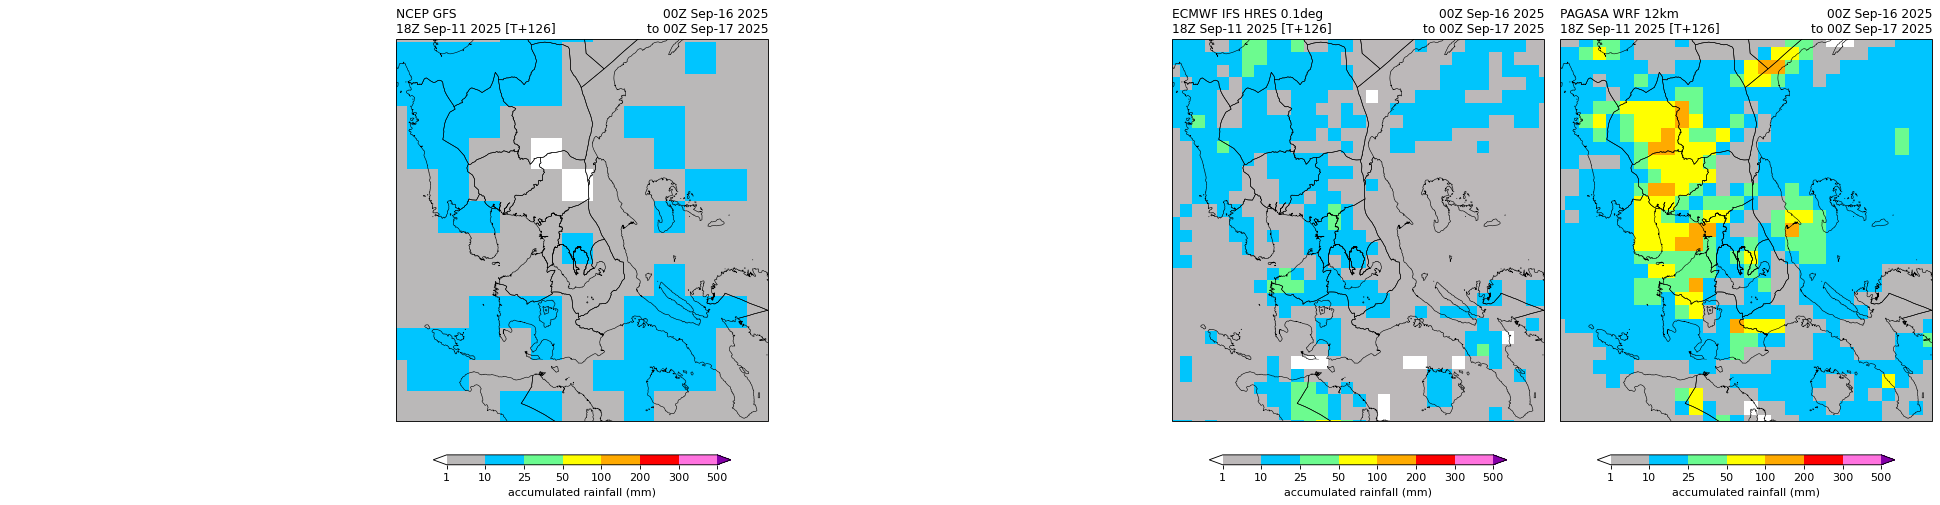 NCEP GFS 00Z Sep-16 2025
18Z Sep-11 2025 [T+126] to 00Z Sep-17 2025
1 10 25 50 100 200 300 500
accumulated rainfall (mm)
ECMWF IFS HRES 0.1deg 00Z Sep-16 2025
18Z Sep-11 2025 [T+126] to 00Z Sep-17 2025
1 10 25 50 100 200 300 500
accumulated rainfall (mm)
PAGASA WRF 12km 00Z Sep-16 2025
18Z Sep-11 2025 [T+126] to 00Z Sep-17 2025
1 10 25 50 100 200 300 500
accumulated rainfall (mm)